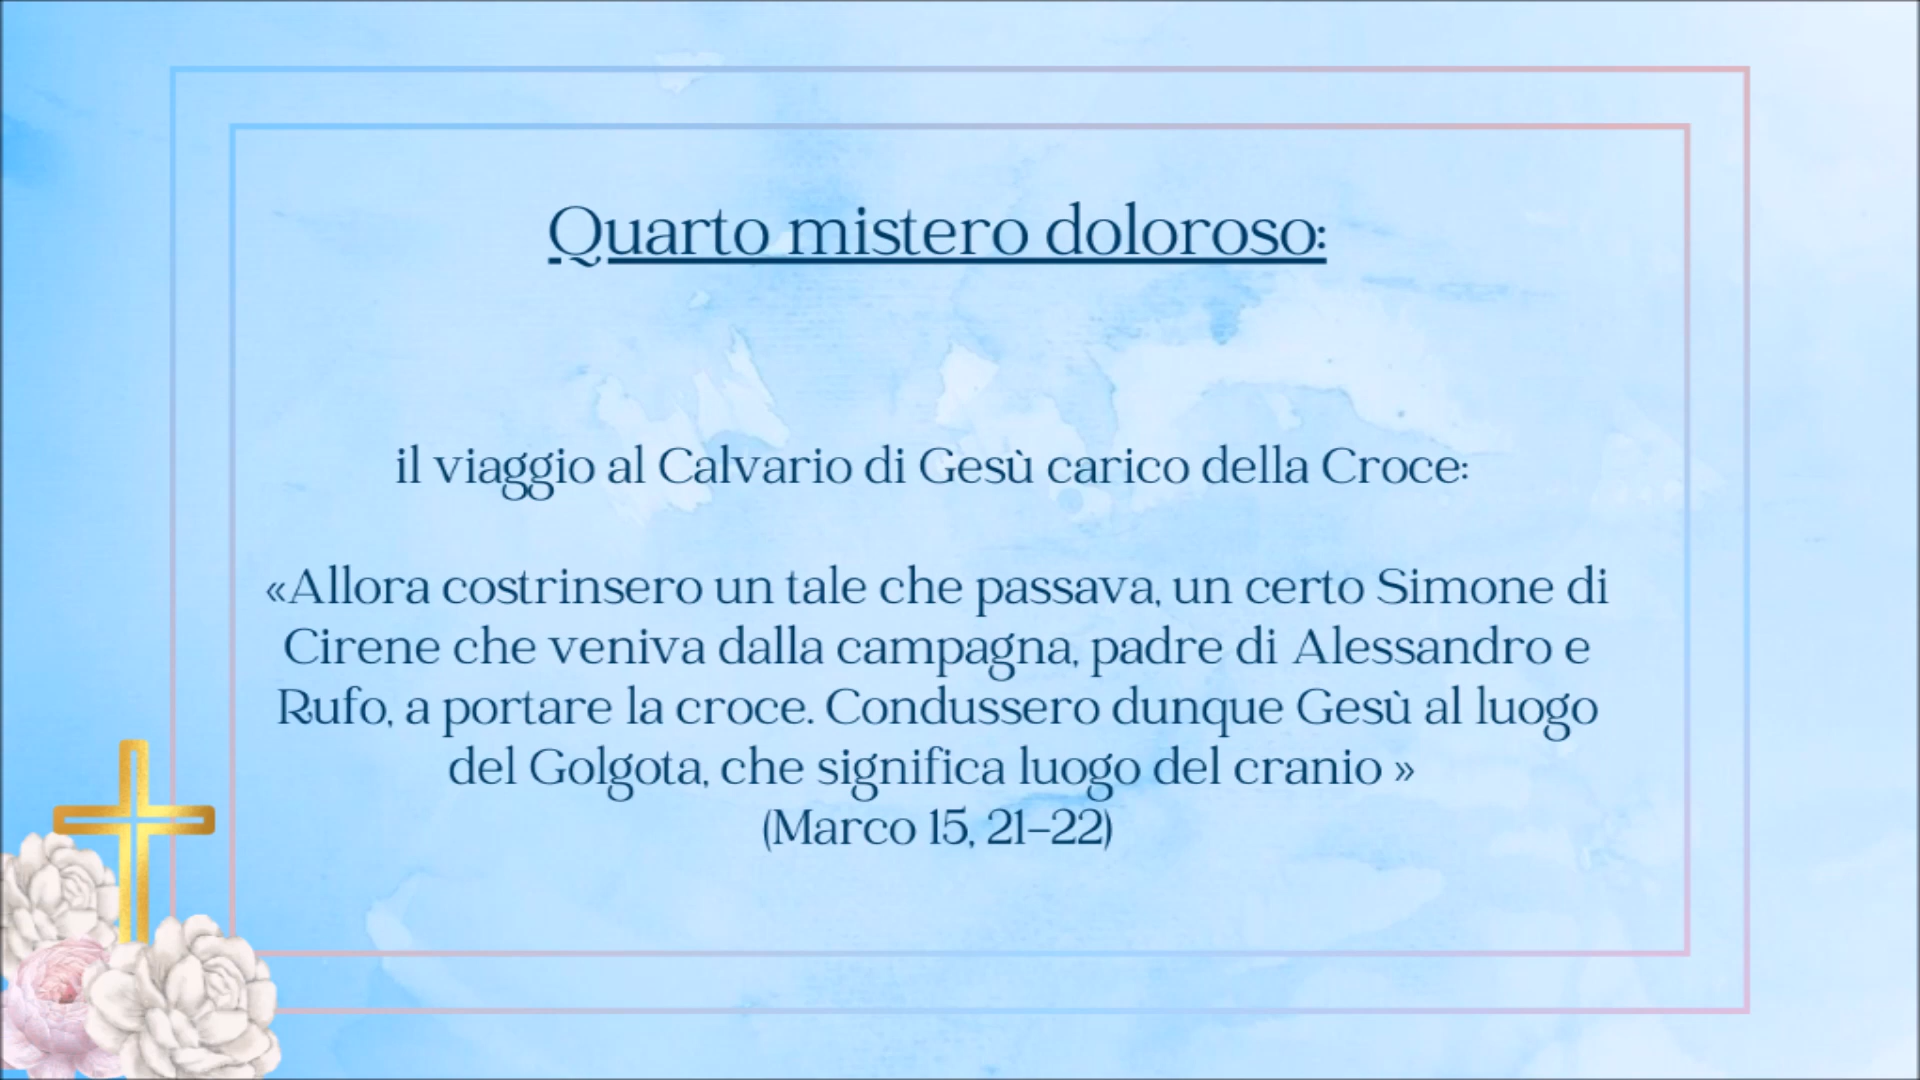 Quarto mistero doloroso:
il viaggio al Calvario di Gesù carico della Croce:
«Allora costrinsero un tale che passava, un certo Simone di
Cirene che veniva dalla campagna, padre di Alessandro e
Rufo, a portare la croce. Condussero dunque Gesù al luogo
del Golgota, che significa luogo del cranio »
(Marco 15, 21–22)